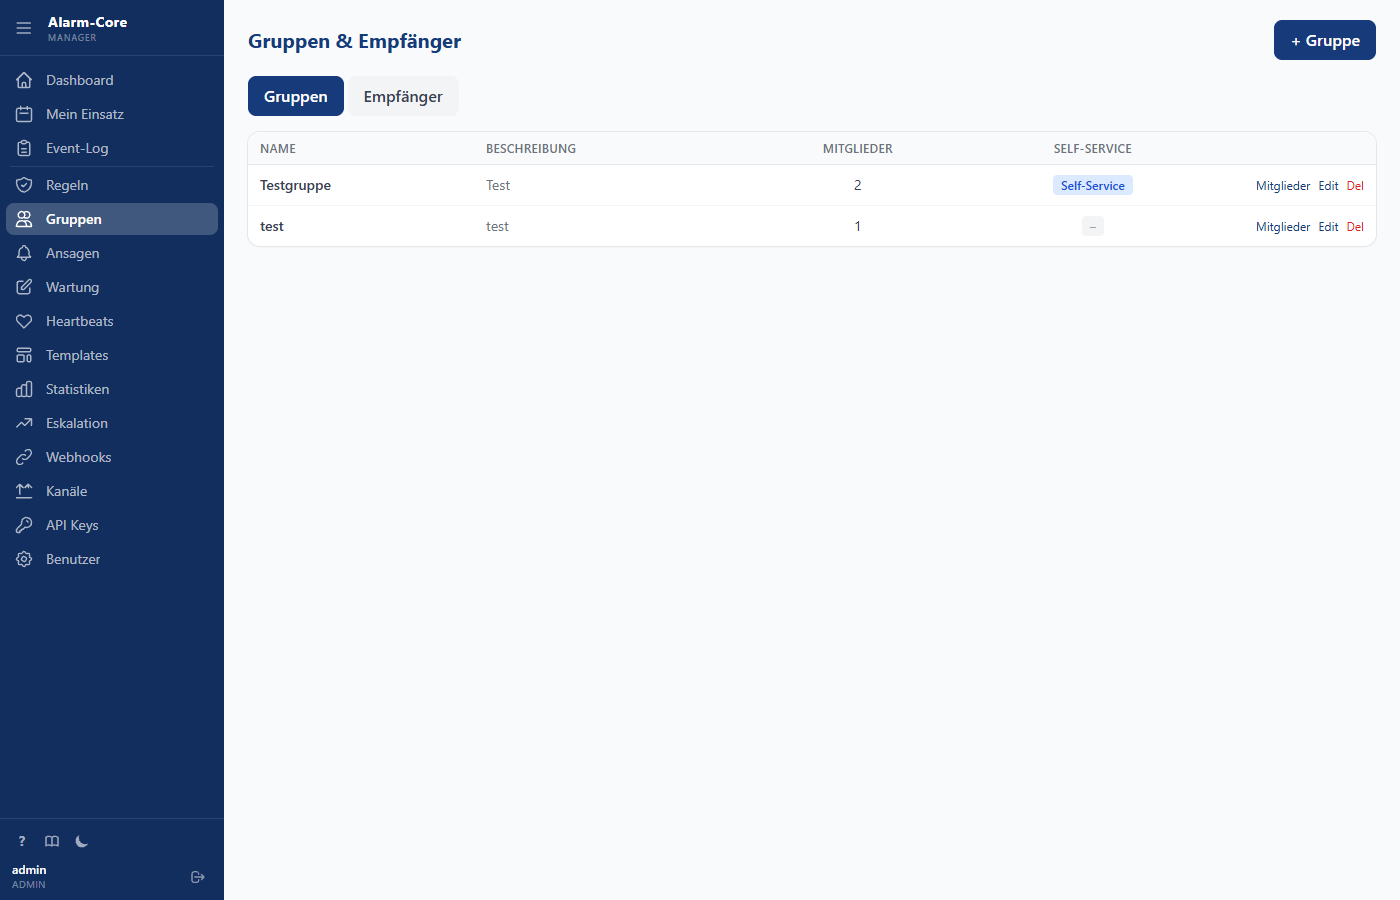 Alarm-Core
MANAGER
Dashboard
Mein Einsatz
Event-Log
Regeln
Gruppen
Ansagen
Wartung
Heartbeats
Templates
Statistiken
Eskalation
Webhooks
Kanäle
API Keys
Benutzer
?
admin
ADMIN
Gruppen & Empfänger
+ Gruppe
Gruppen Empfänger
NAME BESCHREIBUNG MITGLIEDER SELF-SERVICE
Testgruppe Test 2 Self-Service Mitglieder Edit Del
test test 1 – Mitglieder Edit Del